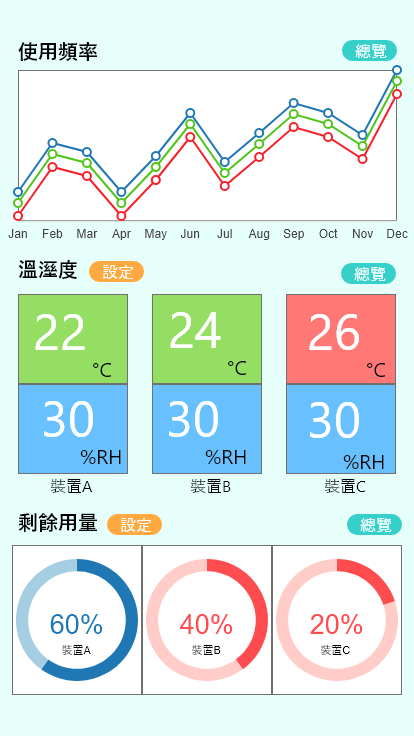 使用頻率 總覽
Jan Feb Mar Apr May Jun Jul Aug Sep Oct Nov Dec
溫溼度 設定 總覽
22 °C 24 °C 26 °C
30 %RH 30 %RH 30 %RH
裝置A 裝置B 裝置C
剩餘用量 設定 總覽
60% 40% 20%
裝置A 裝置B 裝置C